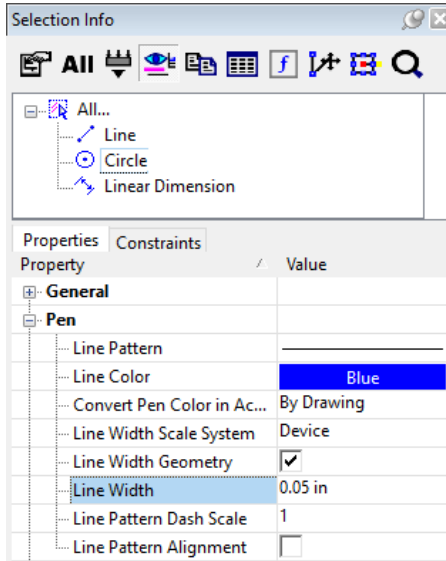 Selection Info
All
f
All...
Line
Circle
Linear Dimension
Properties Constraints
Property Value
General
Pen
Line Pattern
Line Color Blue
Convert Pen Color in Ac... By Drawing
Line Width Scale System Device
Line Width Geometry
Line Width 0.05 in
Line Pattern Dash Scale 1
Line Pattern Alignment